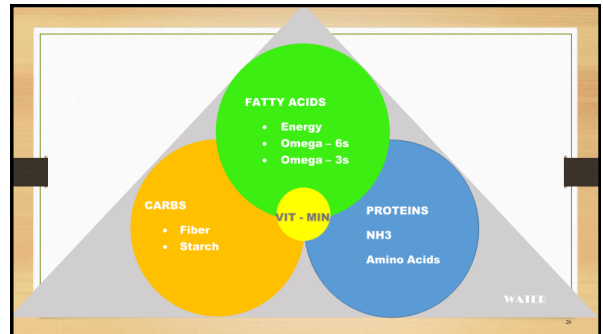 FATTY ACIDS
• Energy
• Omega – 6s
• Omega – 3s
CARBS
• Fiber
• Starch
VIT - MIN
PROTEINS
NH3
Amino Acids
WATER